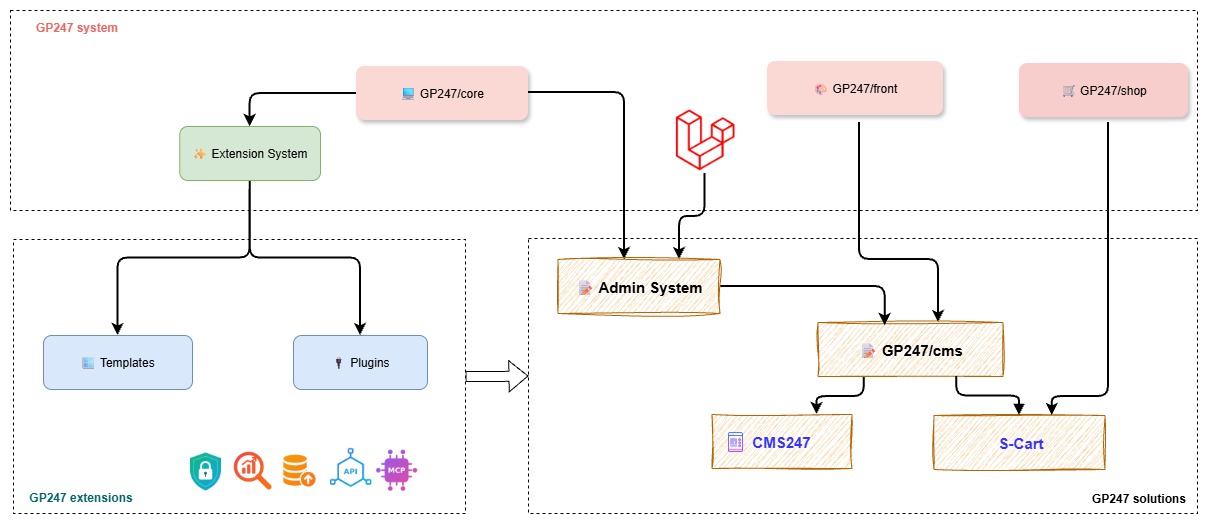 GP247 system
GP247/core
GP247/front
GP247/shop
Extension System
Admin System
Templates
Plugins
GP247/cms
CMS247
S-Cart
API
MCP
GP247 extensions
GP247 solutions